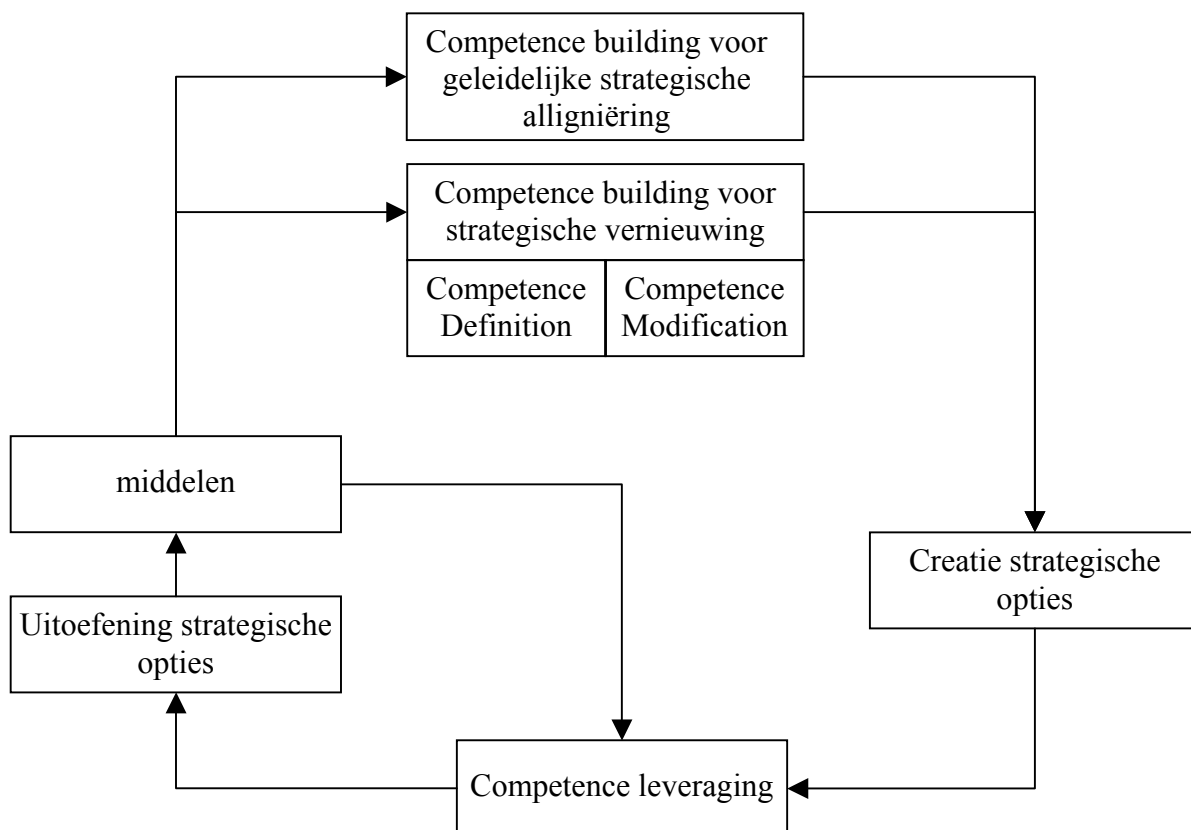 Competence building voor
geleidelijke strategische
alligniëring
Competence building voor
strategische vernieuwing
Competence
Definition
Competence
Modification
middelen
Creatie strategische
opties
Uitoefening strategische
opties
Competence leveraging